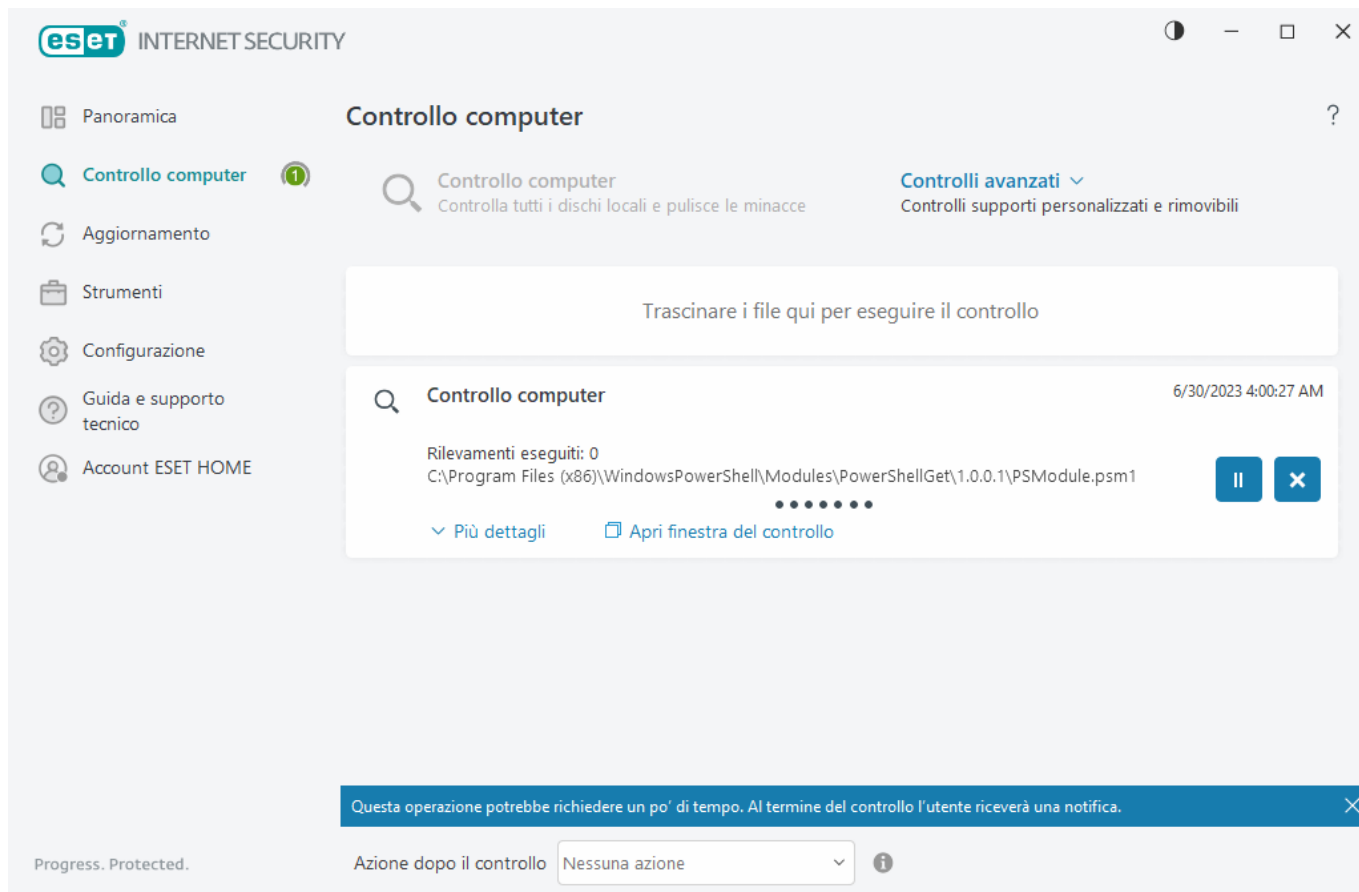 eset® INTERNET SECURITY
Panoramica
Controllo computer 1
Aggiornamento
Strumenti
Configurazione
Guida e supporto
tecnico
Account ESET HOME
Progress. Protected.
Controllo computer ?
Controllo computer
Controlla tutti i dischi locali e pulisce le minacce
Controlli avanzati
Controlli supporti personalizzati e rimovibili
Trascinare i file qui per eseguire il controllo
Controllo computer 6/30/2023 4:00:27 AM
Rilevamenti eseguiti: 0
C:\Program Files (x86)\WindowsPowerShell\Modules\PowerShellGet\1.0.0.1\PSModule.psm1
Più dettagli Apri finestra del controllo
Questa operazione potrebbe richiedere un po' di tempo. Al termine del controllo l'utente riceverà una notifica.
Azione dopo il controllo Nessuna azione